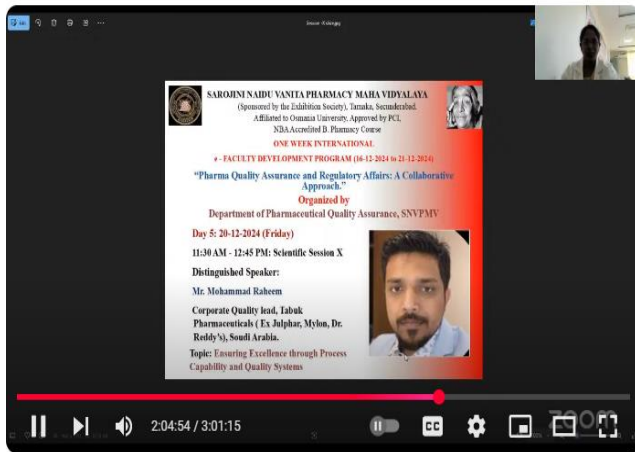 SAROJINI NAIDU VANITA PHARMACY MAHA VIDYALAYA
(Sponsored by the Exhibition Society), Tamaka, Secunderabad.
Affiliated to Osmania University, Approved by PCI,
NBA Accredited B. Pharmacy Course
ONE WEEK INTERNATIONAL
e - FACULTY DEVELOPMENT PROGRAM (16-12-2024 to 21-12-2024)
“Pharma Quality Assurance and Regulatory Affairs: A Collaborative
Approach.”
Organized by
Department of Pharmaceutical Quality Assurance, SNVPMV
Day 5: 20-12-2024 (Friday)
11:30 AM - 12:45 PM: Scientific Session X
Distinguished Speaker:
Mr. Mohammad Raheem
Corporate Quality lead, Tabuk
Pharmaceuticals ( Ex Julphar, Mylon, Dr.
Reddy's), Soudi Arabia.
Topic: Ensuring Excellence through Process
Capability and Quality Systems
zoom
2:04:54 / 3:01:15
CC